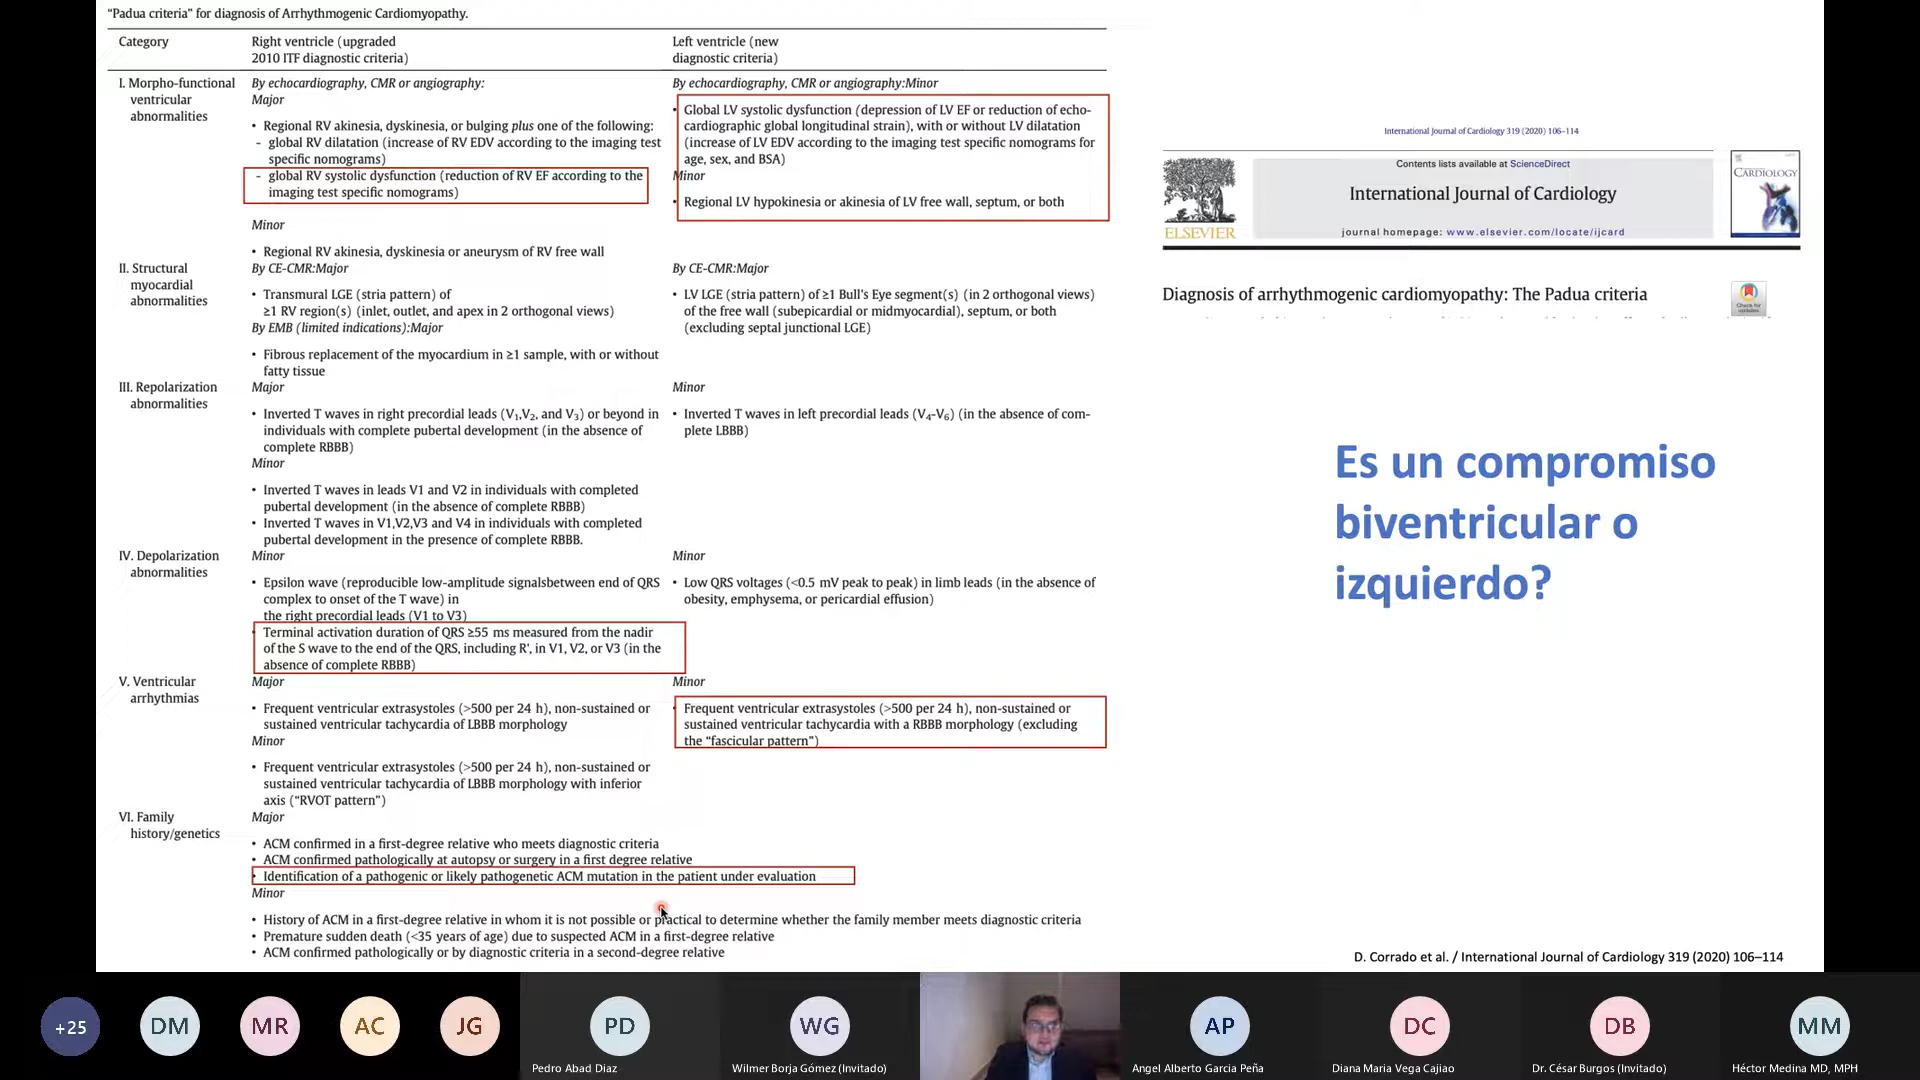 "Padua criteria" for diagnosis of Arrhythmogenic Cardiomyopathy.
Category
Right ventricle (upgraded
2010 ITF diagnostic criteria)
Left ventricle (new
diagnostic criteria)
I. Morpho-functional
ventricular
abnormalities
By echocardiography, CMR or angiography:
Major
• Regional RV akinesia, dyskinesia, or bulging plus one of the following:
- global RV dilatation (increase of RV EDV according to the imaging test
specific nomograms)
- global RV systolic dysfunction (reduction of RV EF according to the
imaging test specific nomograms)
Minor
• Regional RV akinesia, dyskinesia or aneurysm of RV free wall
By echocardiography, CMR or angiography:Minor
• Global LV systolic dysfunction (depression of LV EF or reduction of echo-
cardiographic global longitudinal strain), with or without LV dilatation
(increase of LV EDV according to the imaging test specific nomograms for
age, sex, and BSA)
Minor
• Regional LV hypokinesia or akinesia of LV free wall, septum, or both
II. Structural
myocardial
abnormalities
By CE-CMR:Major
• Transmural LGE (stria pattern) of
≥1 RV region(s) (inlet, outlet, and apex in 2 orthogonal views)
By EMB (limited indications):Major
• Fibrous replacement of the myocardium in ≥1 sample, with or without
fatty tissue
By CE-CMR:Major
• LV LGE (stria pattern) of ≥1 Bull's Eye segment(s) (in 2 orthogonal views)
of the free wall (subepicardial or midmyocardial), septum, or both
(excluding septal junctional LGE)
III. Repolarization
abnormalities
Major
• Inverted T waves in right precordial leads (V1,V2, and V3) or beyond in
individuals with complete pubertal development (in the absence of
complete RBBB)
Minor
• Inverted T waves in leads V1 and V2 in individuals with completed
pubertal development (in the absence of complete RBBB)
• Inverted T waves in V1,V2,V3 and V4 in individuals with completed
pubertal development in the presence of complete RBBB.
Minor
• Inverted T waves in left precordial leads (V4-V6) (in the absence of com-
plete LBBB)
IV. Depolarization
abnormalities
Minor
• Epsilon wave (reproducible low-amplitude signalsbetween end of QRS
complex to onset of the T wave) in
the right precordial leads (V1 to V3)
Terminal activation duration of QRS ≥55 ms measured from the nadir
of the S wave to the end of the QRS, including R', in V1, V2, or V3 (in the
absence of complete RBBB)
Minor
• Low QRS voltages (<0.5 mV peak to peak) in limb leads (in the absence of
obesity, emphysema, or pericardial effusion)
V. Ventricular
arrhythmias
Major
• Frequent ventricular extrasystoles (>500 per 24 h), non-sustained or
sustained ventricular tachycardia of LBBB morphology
Minor
• Frequent ventricular extrasystoles (>500 per 24 h), non-sustained or
sustained ventricular tachycardia of LBBB morphology with inferior
axis ("RVOT pattern")
Minor
Frequent ventricular extrasystoles (>500 per 24 h), non-sustained or
sustained ventricular tachycardia with a RBBB morphology (excluding
the "fascicular pattern")
VI. Family
history/genetics
Major
• ACM confirmed in a first-degree relative who meets diagnostic criteria
• ACM confirmed pathologically at autopsy or surgery in a first degree relative
• Identification of a pathogenic or likely pathogenetic ACM mutation in the patient under evaluation
Minor
• History of ACM in a first-degree relative in whom it is not possible or practical to determine whether the family member meets diagnostic criteria
• Premature sudden death (<35 years of age) due to suspected ACM in a first-degree relative
• ACM confirmed pathologically or by diagnostic criteria in a second-degree relative
International Journal of Cardiology 319 (2020) 106–114
Contents lists available at ScienceDirect
International Journal of Cardiology
journal homepage: www.elsevier.com/locate/ijcard
ELSEVIER
CARDIOLOGY
Diagnosis of arrhythmogenic cardiomyopathy: The Padua criteria
Check for
updates
Es un compromiso
biventricular o
izquierdo?
D. Corrado et al. / International Journal of Cardiology 319 (2020) 106–114
+25
DM
MR
AC
JG
PD
WG
AP
DC
DB
MM
Pedro Abad Diaz
Wilmer Borja Gómez (Invitado)
Angel Alberto Garcia Peña
Diana Maria Vega Cajiao
Dr. César Burgos (Invitado)
Héctor Medina MD, MPH